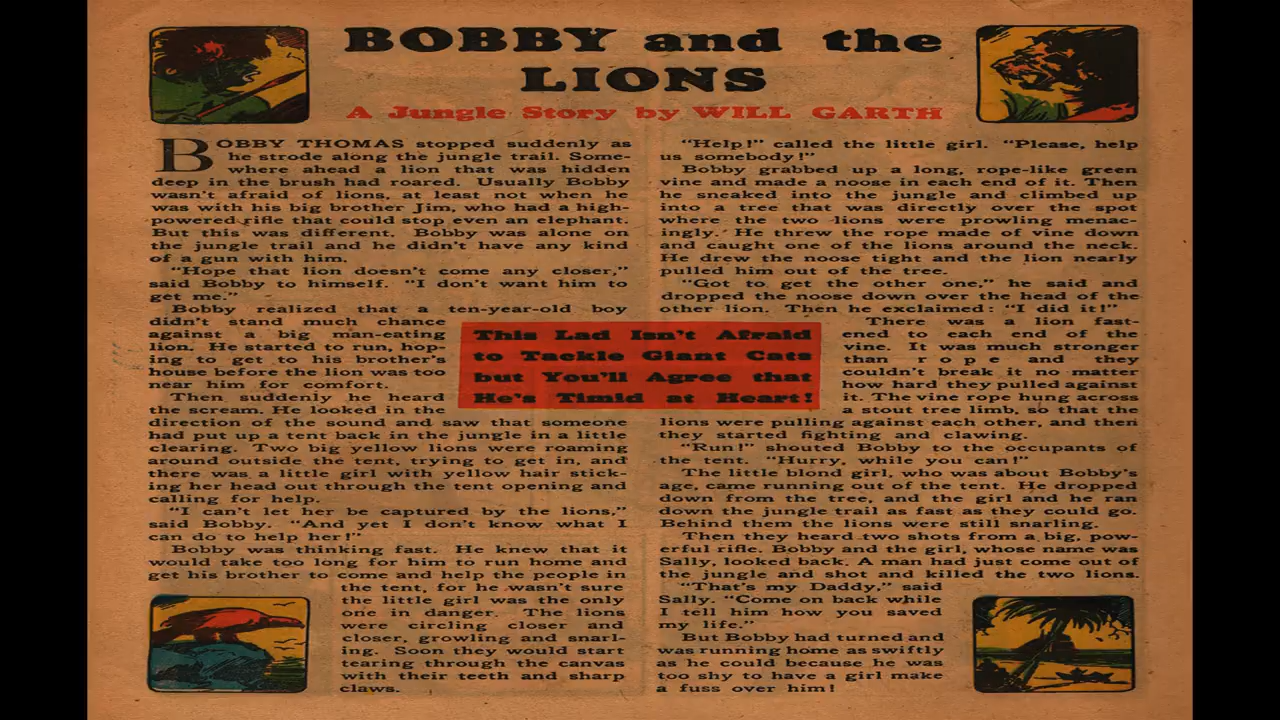 BOBBY and the
LIONS
A Jungle Story by WILL GARTH
BOBBY THOMAS stopped suddenly as
he strode along the jungle trail. Some-
where ahead a lion that was hidden
deep in the brush had roared. Usually Bobby
wasn't afraid of lions, at least not when he
was with his big brother Jim, who had a high-
powered rifle that could stop even an elephant.
But this was different. Bobby was alone on
the jungle trail and he didn't have any kind
of a gun with him.
"Hope that lion doesn't come any closer,"
said Bobby to himself. "I don't want him to
get me."
Bobby realized that a ten-year-old boy
didn't stand much chance
against a big man-eating
lion. He started to run, hop-
ing to get to his brother's
house before the lion was too
near him for comfort.
Then suddenly he heard
the scream. He looked in the
direction of the sound and saw that someone
had put up a tent back in the jungle in a little
clearing. Two big yellow lions were roaming
around outside the tent, trying to get in, and
there was a little girl with yellow hair stick-
ing her head out through the tent opening and
calling for help.
"I can't let her be captured by the lions,"
said Bobby. "And yet I don't know what I
can do to help her!"
Bobby was thinking fast. He knew that it
would take too long for him to run home and
get his brother to come and help the people in
the tent, for he wasn't sure
the little girl was the only
one in danger. The lions
were circling closer and
closer, growling and snarl-
ing. Soon they would start
tearing through the canvas
with their teeth and sharp
claws.
This Lad Isn't Afraid
to Tackle Giant Cats
but You'll Agree that
He's Timid at Heart!
"Help!" called the little girl. "Please, help
us somebody!"
Bobby grabbed up a long, rope-like green
vine and made a noose in each end of it. Then
he sneaked into the jungle and climbed up
into a tree that was directly over the spot
where the two lions were prowling menac-
ingly. He threw the rope made of vine down
and caught one of the lions around the neck.
He drew the noose tight and the lion nearly
pulled him out of the tree.
"Got to get the other one," he said and
dropped the noose down over the head of the
other lion. Then he exclaimed: "I did it!"
There was a lion fast-
ened to each end of the
vine. It was much stronger
than rope and they
couldn't break it no matter
how hard they pulled against
it. The vine rope hung across
a stout tree limb, so that the
lions were pulling against each other, and then
they started fighting and clawing.
"Run!" shouted Bobby to the occupants of
the tent. "Hurry, while you can!"
The little blond girl, who was about Bobby's
age, came running out of the tent. He dropped
down from the tree, and the girl and he ran
down the jungle trail as fast as they could go.
Behind them the lions were still snarling.
Then they heard two shots from a big, pow-
erful rifle. Bobby and the girl, whose name was
Sally, looked back. A man had just come out of
the jungle and shot and killed the two lions.
"That's my Daddy," said
Sally. "Come on back while
I tell him how you saved
my life."
But Bobby had turned and
was running home as swiftly
as he could because he was
too shy to have a girl make
a fuss over him!